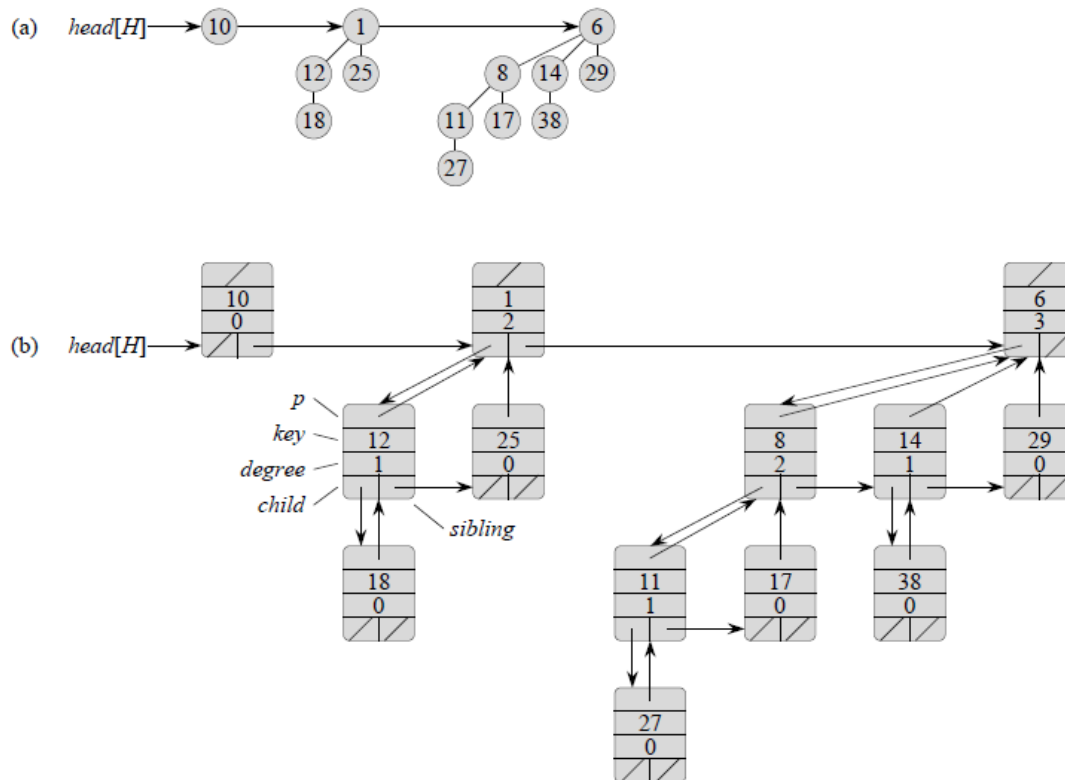 (a) head[H] 10 1 6
12 25 8 14 29
18 11 17 38
27
10 1 6
0 2 3
(b) head[H]
p
key 12 25 8 14 29
degree 1 0 2 1 0
child
sibling
18 11 17 38
0 1 0 0
27
0